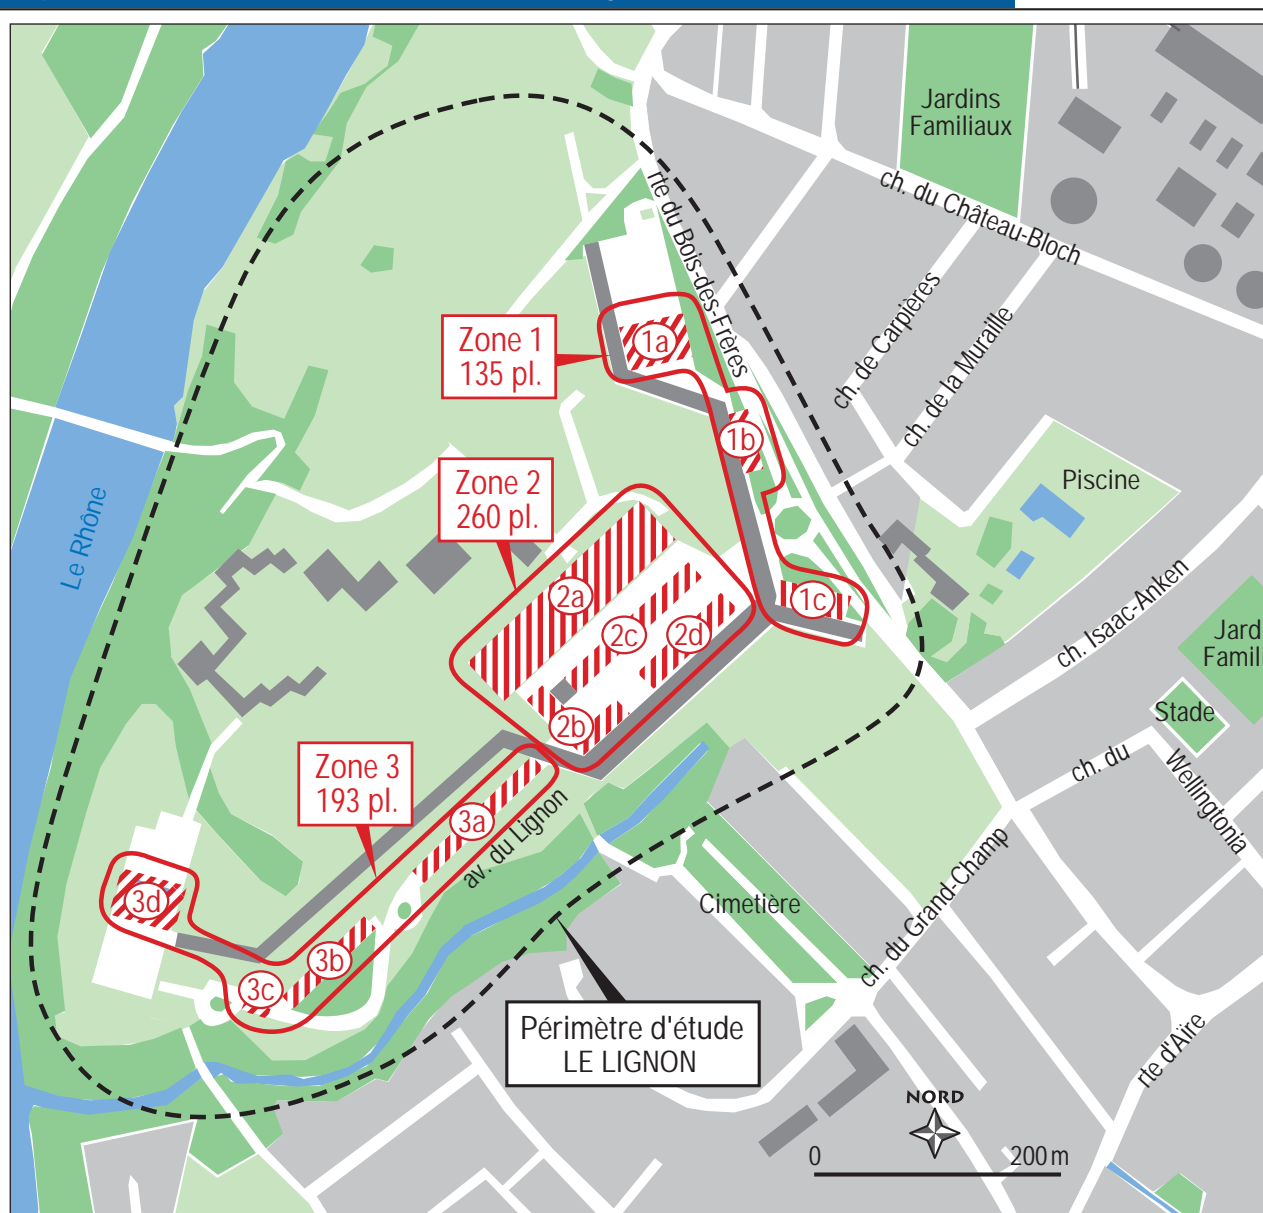 Jardins
Familiaux
ch. du Château-Bloch
rte du Bois-des-Frères
ch. de Carpières
ch. de la Muraille
Zone 1
135 pl.
1a
1b
Zone 2
260 pl.
Piscine
Le Rhône
2a
2c
2d
1c
2b
ch. Isaac-Anken
Jard
Famili
Stade
ch. du
Wellingtonia
Zone 3
193 pl.
3a
av. du Lignon
3d
3b
3c
Cimetière
ch. du Grand-Champ
Périmètre d'étude
LE LIGNON
rte d'Aïre
NORD
0
200 m